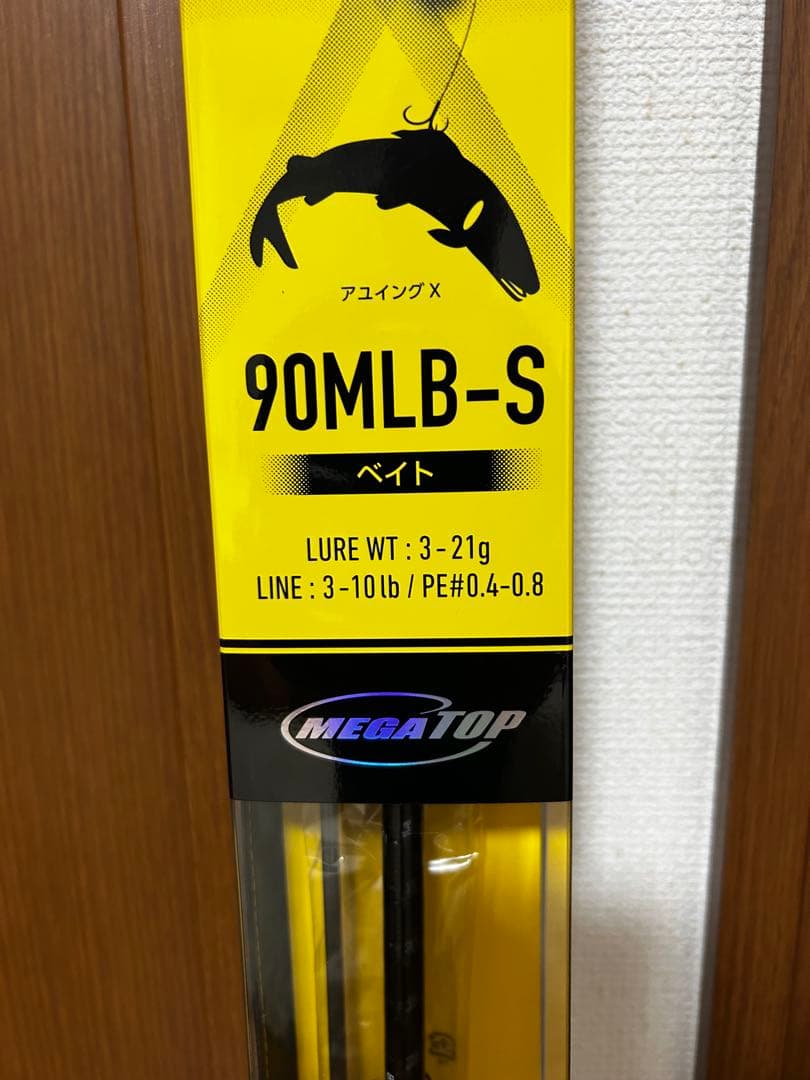 アユイング X
90MLB-S
ベイト
LURE WT : 3-21g
LINE : 3-10lb / PE#0.4-0.8
MEGATOP